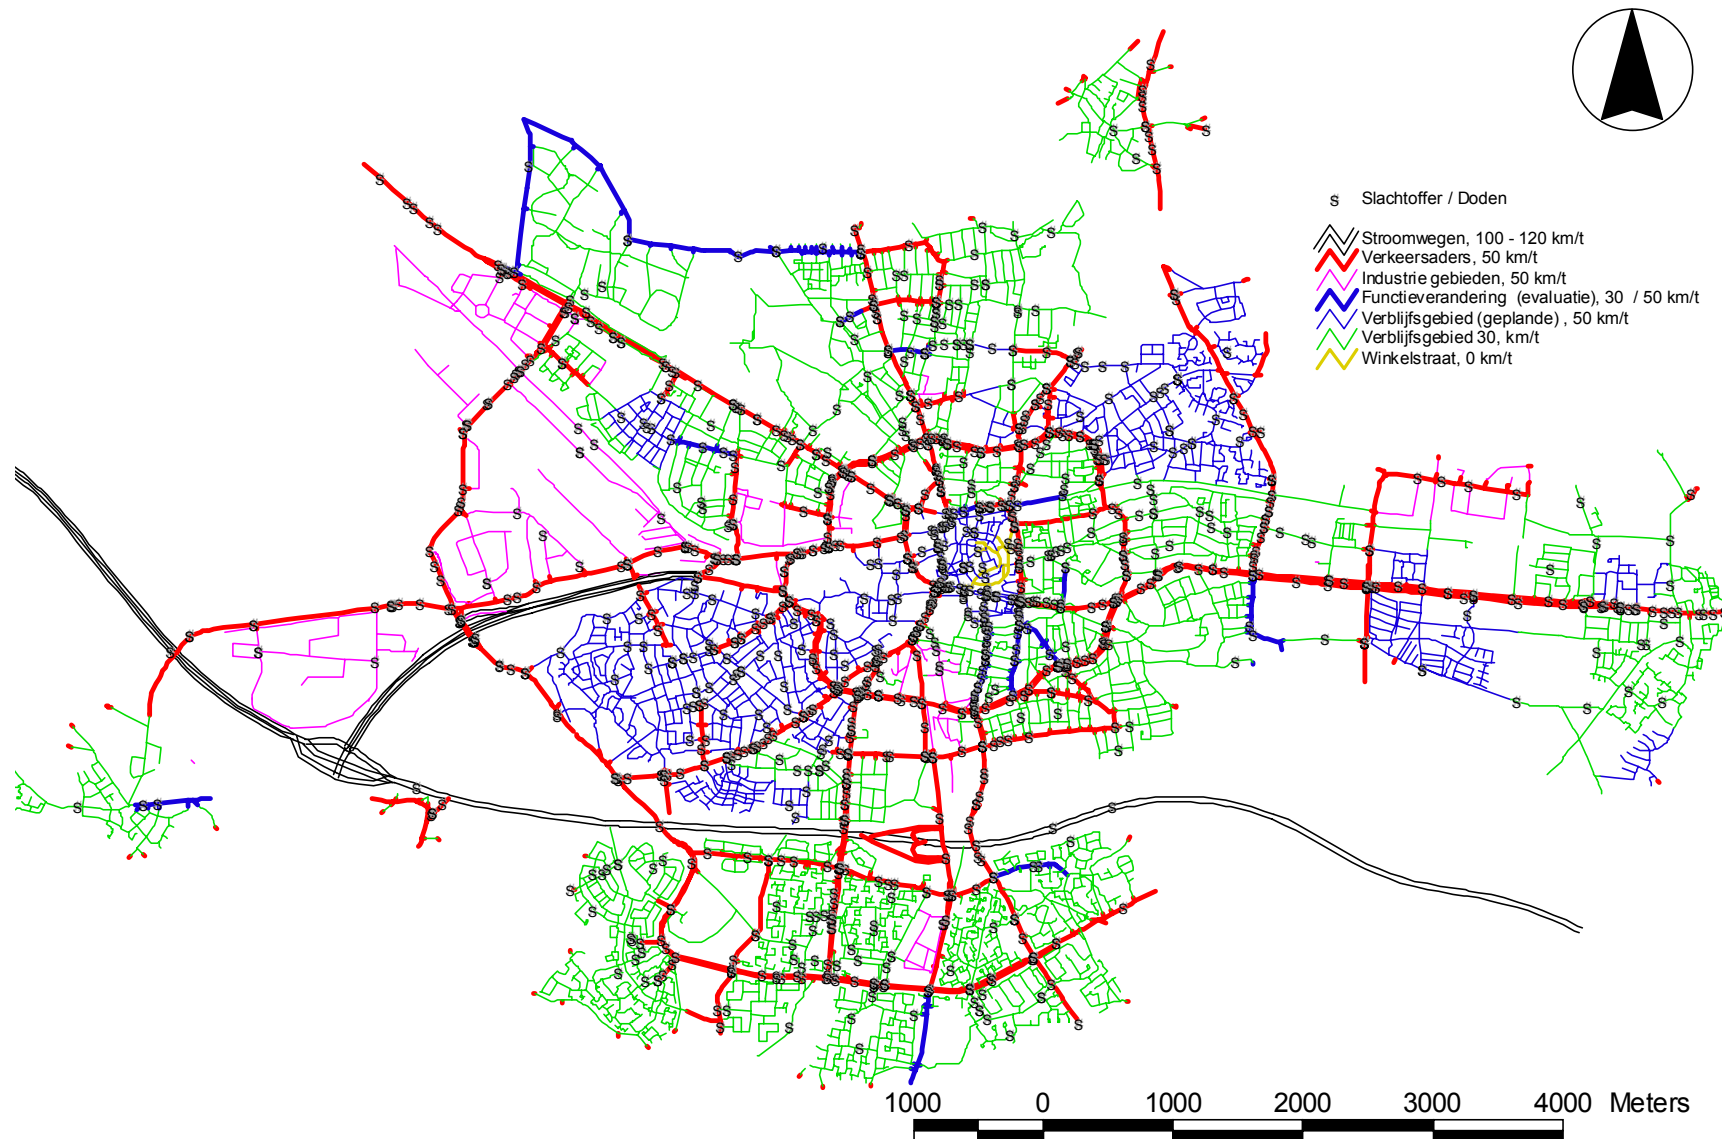 s Slachtoffer / Doden
Stroomwegen, 100 - 120 km/t
Verkeersaders, 50 km/t
Industrie gebieden, 50 km/t
Functieverandering (evaluatie), 30 / 50 km/t
Verblijfsgebied (geplande) , 50 km/t
Verblijfsgebied 30, km/t
Winkelstraat, 0 km/t
1000 0 1000 2000 3000 4000 Meters